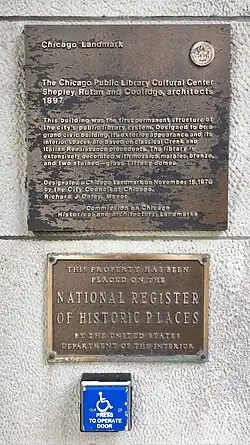 Chicago Landmark
The Chicago Public Library Cultural Center
Shepley, Rutan and Coolidge, architects
1897
This building was the first permanent structure of
the city's public library system. Designed to be a
grand civic building, its exterior appearance and its
interior spaces are based on classical Greek and
Italian Renaissance precedents. The library is
extensively decorated with mosaics, marbles, bronze,
and two stained-glass Tiffany domes.
Designated a Chicago Landmark on November 15, 1976
by the City Council of Chicago.
Richard J. Daley, Mayor
Commission on Chicago
Historical and Architectural Landmarks
THIS PROPERTY HAS BEEN
PLACED ON THE
NATIONAL REGISTER
OF HISTORIC PLACES
BY THE UNITED STATES
DEPARTMENT OF THE INTERIOR
PRESS
TO OPERATE
DOOR